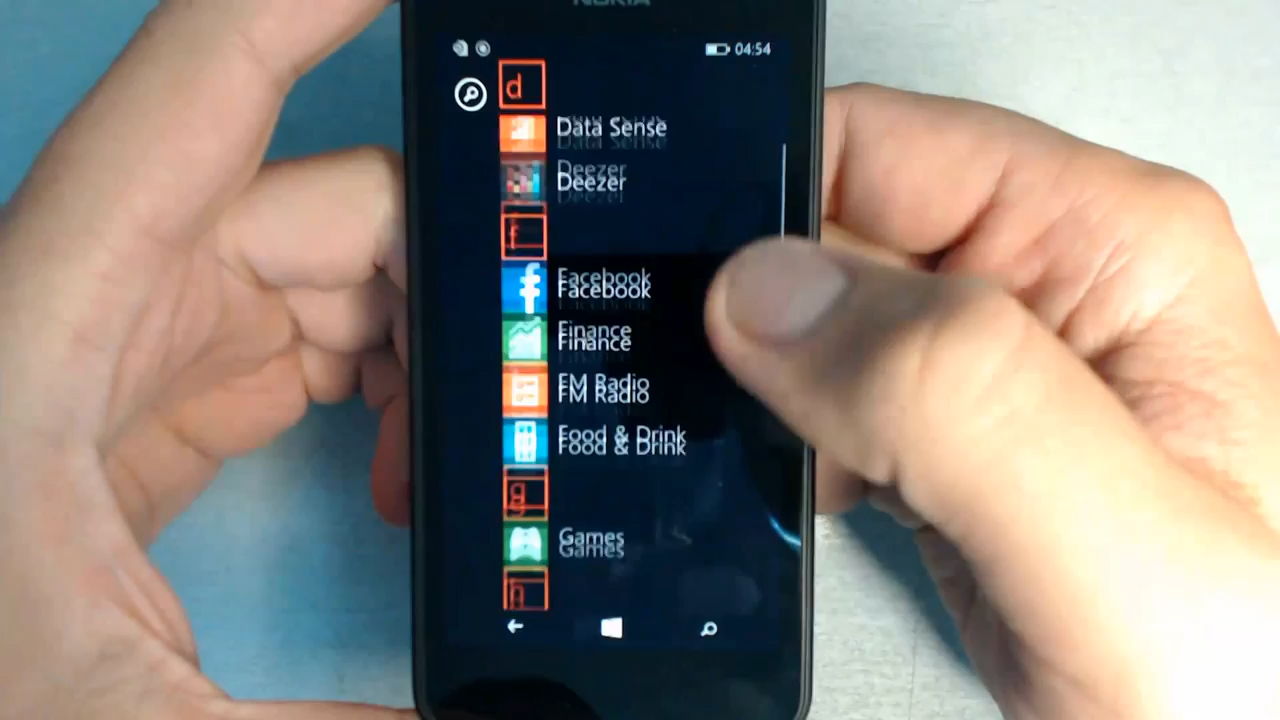 NOKIA
04:54
d
Data Sense
Deezer
f
Facebook
Finance
FM Radio
Food & Drink
g
Games
h